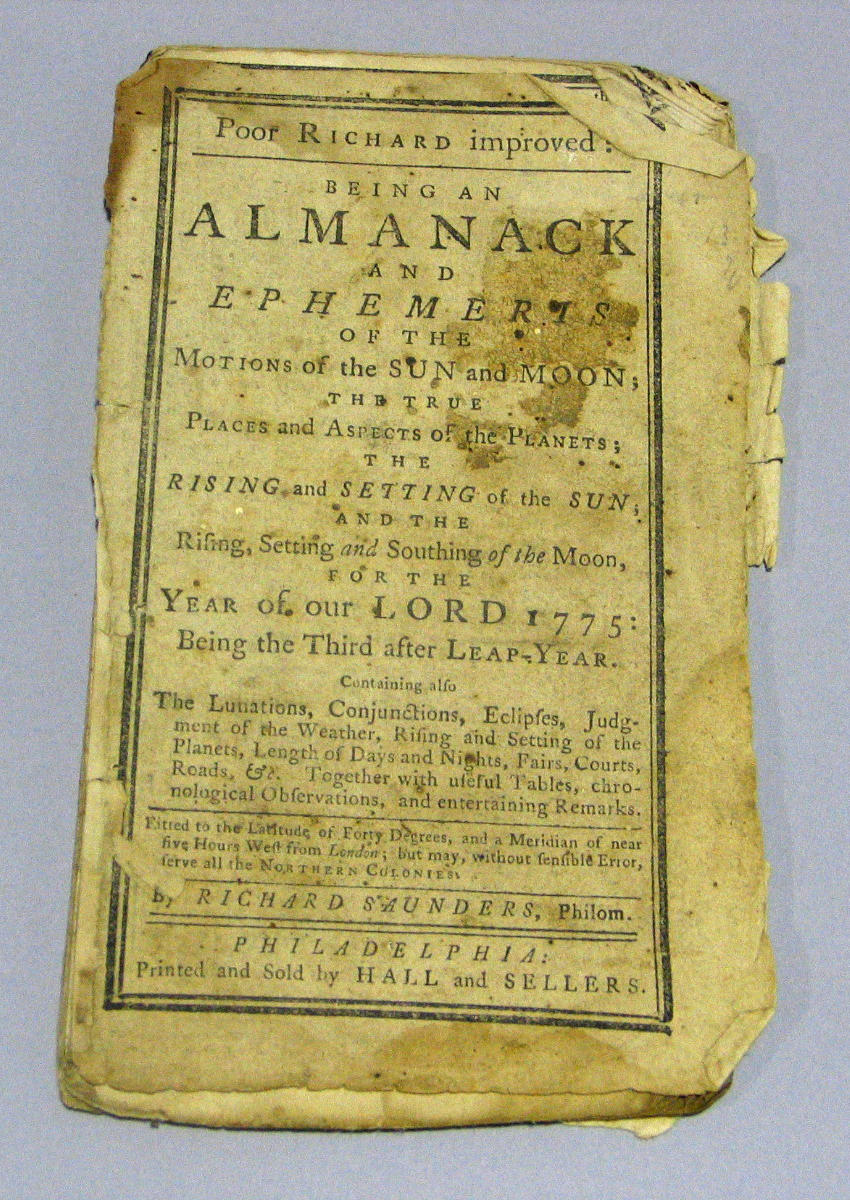 Poor RICHARD improved:
BEING AN
ALMANACK
AND
EPHEMERIS
OF THE
MOTIONS of the SUN and MOON;
THE TRUE
PLACES and ASPECTS of the PLANETS;
THE
RISING and SETTING of the SUN;
AND THE
Riſing, Setting and Southing of the Moon,
FOR THE
YEAR of our LORD 1775:
Being the Third after LEAP-YEAR.
Containing alſo
The Lunations, Conjunctions, Eclipſes, Judg-
ment of the Weather, Riſing and Setting of the
Planets, Length of Days and Nights, Fairs, Courts,
Roads, &c. Together with uſeful Tables, chro-
nological Obſervations, and entertaining Remarks.
Fitted to the Latitude of Forty Degrees, and a Meridian of near
five Hours Weſt from London; but may, without ſenſible Error,
ſerve all the NORTHERN COLONIES.
By RICHARD SAUNDERS, Philom.
PHILADELPHIA:
Printed and Sold by HALL and SELLERS.